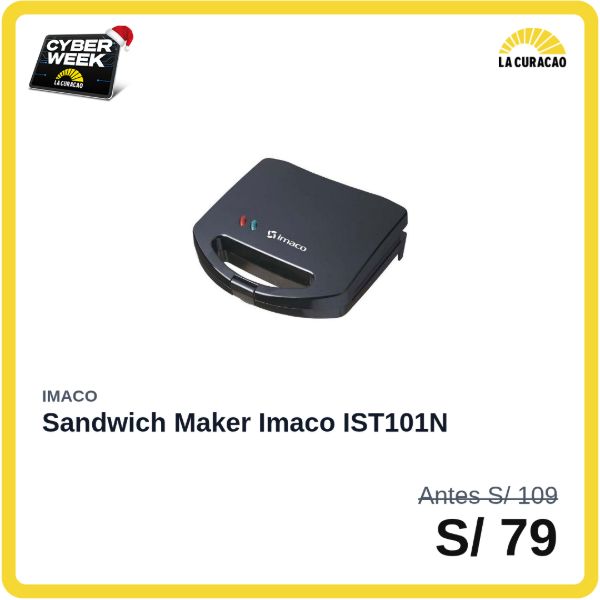 CYBER
WEEK
LA CURACAO
LA CURACAO
imaco
IMACO
Sandwich Maker Imaco IST101N
Antes S/ 109
S/ 79